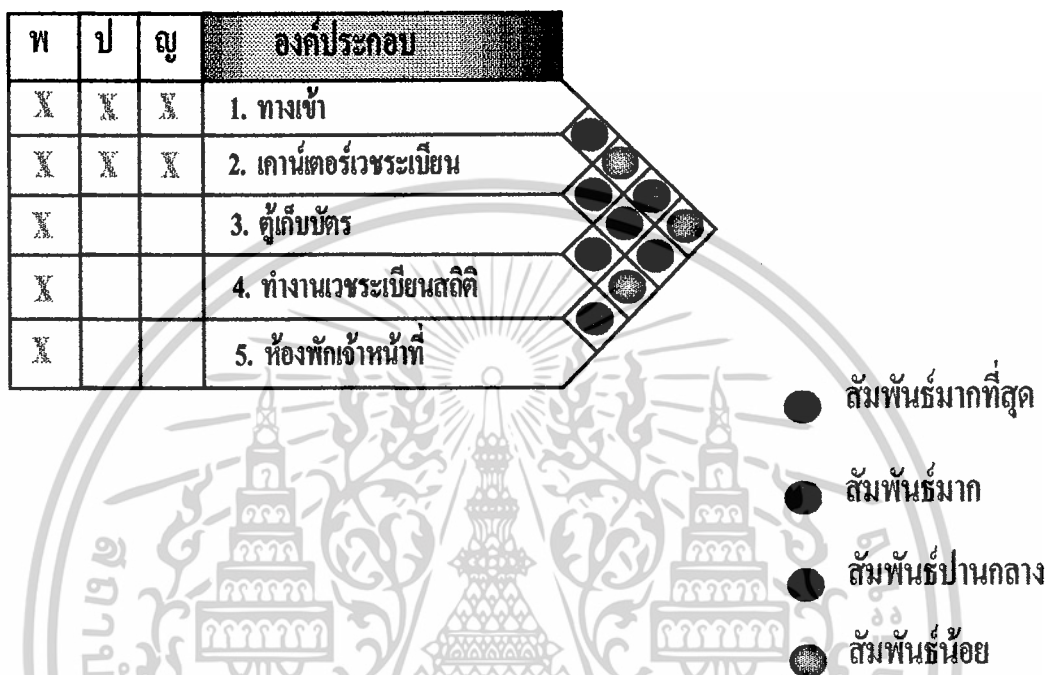 พ ป ญ องค์ประกอบ
X X X 1. ทางเข้า
X X X 2. เคาน์เตอร์เวชระเบียน
X 3. ตู้เก็บบัตร
X 4. ทำงานเวชระเบียนสถิติ
X 5. ห้องพักเจ้าหน้าที่
สัมพันธ์มากที่สุด
สัมพันธ์มาก
สัมพันธ์ปานกลาง
สัมพันธ์น้อย